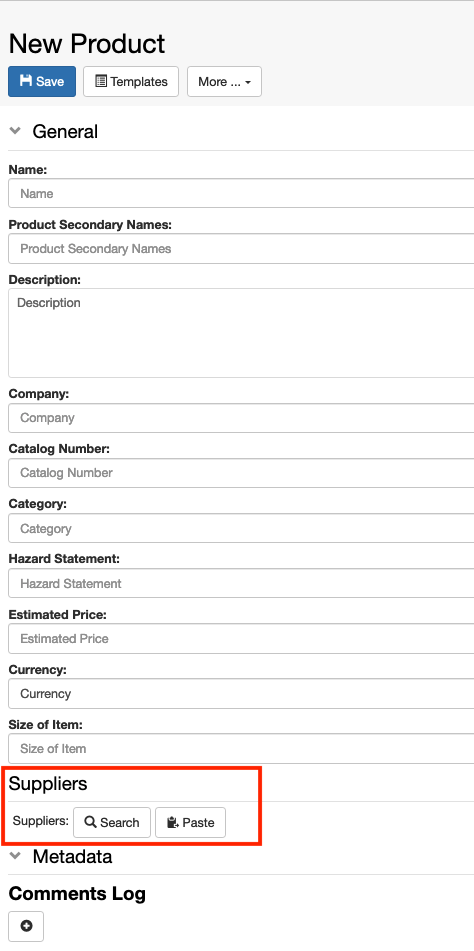 New Product
Save Templates More ...
General
Name:
Name
Product Secondary Names:
Product Secondary Names
Description:
Description
Company:
Company
Catalog Number:
Catalog Number
Category:
Category
Hazard Statement:
Hazard Statement
Estimated Price:
Estimated Price
Currency:
Currency
Size of Item:
Size of Item
Suppliers
Suppliers: Search Paste
Metadata
Comments Log